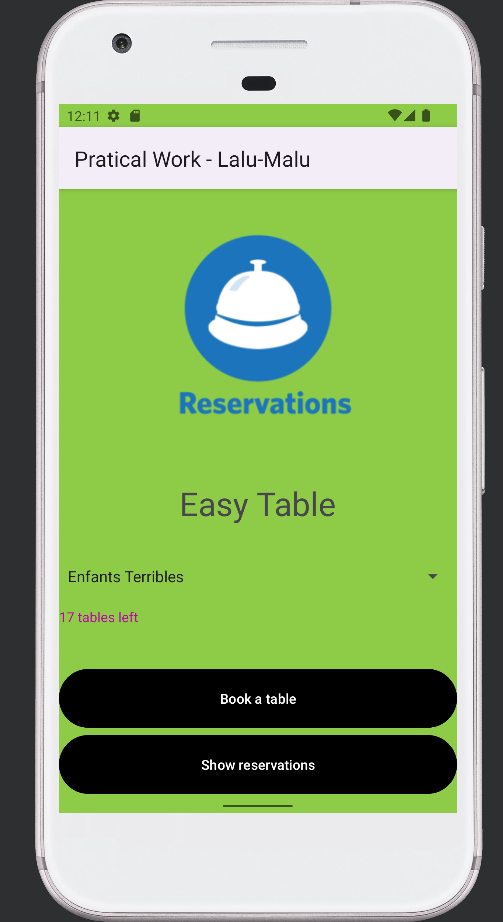 12:11
Pratical Work - Lalu-Malu
Reservations
Easy Table
Enfants Terribles
17 tables left
Book a table
Show reservations